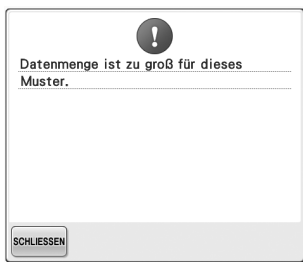 Datenmenge ist zu groß für dieses
Muster.
SCHLIESSEN